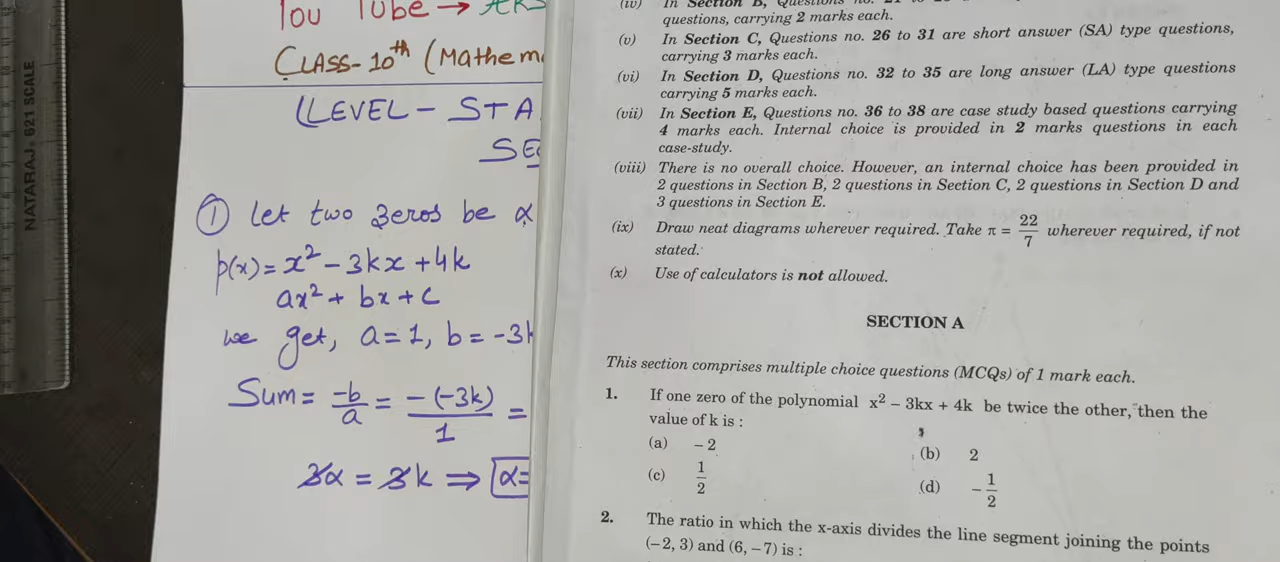 NATARAJ 621 SCALE
You Tube →
CLASS-10th (Mathem
(LEVEL - STA
SE
① Let two zeros be α
p(x) = x² - 3kx + 4k
ax² + bx + c
we get, a = 1, b = -3k
Sum = -b/a = -(-3k)/1 =
3α = 3k ⇒ α=
(iv) In Section B, Questions no. 21 to
questions, carrying 2 marks each.
(v) In Section C, Questions no. 26 to 31 are short answer (SA) type questions,
carrying 3 marks each.
(vi) In Section D, Questions no. 32 to 35 are long answer (LA) type questions
carrying 5 marks each.
(vii) In Section E, Questions no. 36 to 38 are case study based questions carrying
4 marks each. Internal choice is provided in 2 marks questions in each
case-study.
(viii) There is no overall choice. However, an internal choice has been provided in
2 questions in Section B, 2 questions in Section C, 2 questions in Section D and
3 questions in Section E.
(ix) Draw neat diagrams wherever required. Take π = 22/7 wherever required, if not
stated.
(x) Use of calculators is not allowed.
SECTION A
This section comprises multiple choice questions (MCQs) of 1 mark each.
1. If one zero of the polynomial x² – 3kx + 4k be twice the other, then the
value of k is :
(a) – 2
(b) 2
(c) 1/2
(d) – 1/2
2. The ratio in which the x-axis divides the line segment joining the points
(– 2, 3) and (6, – 7) is :